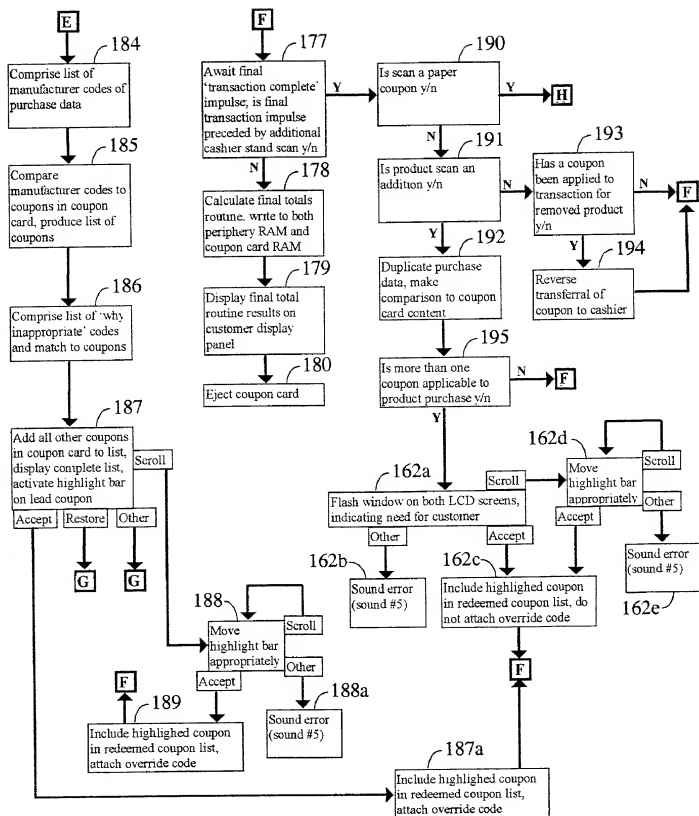 E
184
Comprise list of
manufacturer codes of
purchase data
185
Compare
manufacturer codes to
coupons in coupon
card, produce list of
coupons
186
Comprise list of 'why
inappropriate' codes
and match to coupons
187
Add all other coupons
in coupon card to list,
display complete list,
activate highlight bar
on lead coupon
Scroll
Accept
Restore
Other
G
G
188
Move
highlight bar
appropriately
Scroll
Other
Accept
188a
Sound error
(sound #5)
F
189
Include highlighed coupon
in redeemed coupon list,
attach override code
187a
Include highlighed coupon
in redeemed coupon list,
attach override code
F
177
Await final
'transaction complete'
impulse; is final
transaction impulse
preceded by additional
cashier stand scan y/n
Y
N
178
Calculate final totals
routine. write to both
periphery RAM and
coupon card RAM
179
Display final total
routine results on
customer display
panel
180
Eject coupon card
190
Is scan a paper
coupon y/n
Y
H
N
191
Is product scan an
addition y/n
N
Y
193
Has a coupon
been applied to
transaction for
removed product
y/n
N
F
Y
194
Reverse
transferral of
coupon to cashier
192
Duplicate purchase
data, make
comparison to coupon
card content
195
Is more than one
coupon applicable to
product purchase y/n
N
F
Y
162a
Flash window on both LCD screens,
indicating need for customer
Scroll
Other
Accept
162b
Sound error
(sound #5)
162c
Include highlighed coupon
in redeemed coupon list, do
not attach override code
162d
Move
highlight bar
appropriately
Scroll
Other
Accept
Sound error
(sound #5)
162e
F